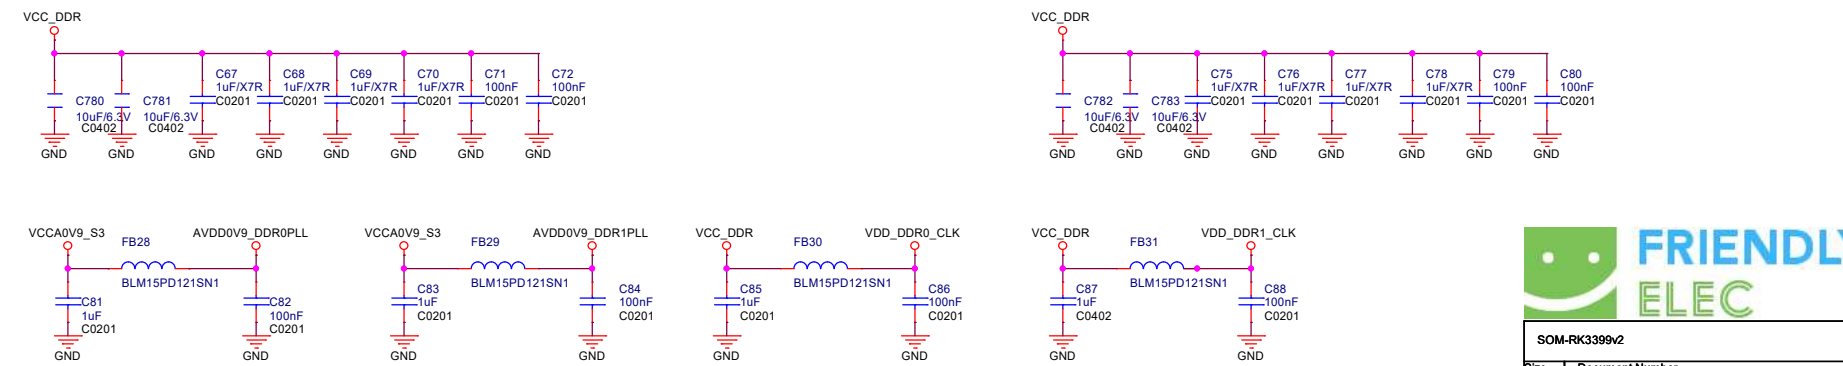 VCC_DDR
C780
10uF/6.3V
C0402
GND
C781
10uF/6.3V
C0402
GND
C67
1uF/X7R
C0201
GND
C68
1uF/X7R
C0201
GND
C69
1uF/X7R
C0201
GND
C70
1uF/X7R
C0201
GND
C71
100nF
C0201
GND
C72
100nF
C0201
GND
VCC_DDR
C782
10uF/6.3V
C0402
GND
C783
10uF/6.3V
C0402
GND
C75
1uF/X7R
C0201
GND
C76
1uF/X7R
C0201
GND
C77
1uF/X7R
C0201
GND
C78
1uF/X7R
C0201
GND
C79
100nF
C0201
GND
C80
100nF
C0201
GND
VCCA0V9_S3
FB28
BLM15PD121SN1
AVDD0V9_DDR0PLL
C81
1uF
C0201
GND
C82
100nF
C0201
GND
VCCA0V9_S3
FB29
BLM15PD121SN1
AVDD0V9_DDR1PLL
C83
1uF
C0201
GND
C84
100nF
C0201
GND
VCC_DDR
FB30
BLM15PD121SN1
VDD_DDR0_CLK
C85
1uF
C0201
GND
C86
100nF
C0201
GND
VCC_DDR
FB31
BLM15PD121SN1
VDD_DDR1_CLK
C87
1uF
C0402
GND
C88
100nF
C0201
GND
FRIENDLY
ELEC
SOM-RK3399v2
Size Document Number